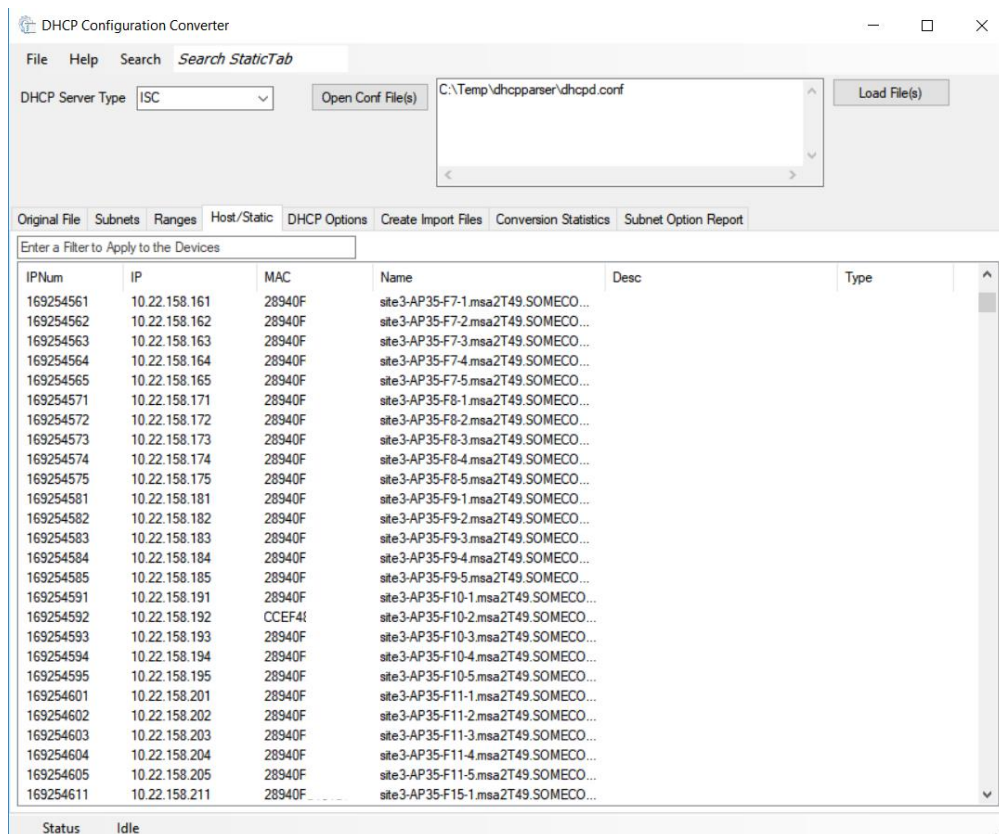 DHCP Configuration Converter
File Help Search Search StaticTab
DHCP Server Type ISC Open Conf File(s) C:\Temp\dhcpparser\dhcpd.conf Load File(s)
Original File Subnets Ranges Host/Static DHCP Options Create Import Files Conversion Statistics Subnet Option Report
Enter a Filter to Apply to the Devices
IPNum IP MAC Name Desc Type
169254561 10.22.158.161 28940F site3-AP35-F7-1.msa2T49.SOMECO...
169254562 10.22.158.162 28940F site3-AP35-F7-2.msa2T49.SOMECO...
169254563 10.22.158.163 28940F site3-AP35-F7-3.msa2T49.SOMECO...
169254564 10.22.158.164 28940F site3-AP35-F7-4.msa2T49.SOMECO...
169254565 10.22.158.165 28940F site3-AP35-F7-5.msa2T49.SOMECO...
169254571 10.22.158.171 28940F site3-AP35-F8-1.msa2T49.SOMECO...
169254572 10.22.158.172 28940F site3-AP35-F8-2.msa2T49.SOMECO...
169254573 10.22.158.173 28940F site3-AP35-F8-3.msa2T49.SOMECO...
169254574 10.22.158.174 28940F site3-AP35-F8-4.msa2T49.SOMECO...
169254575 10.22.158.175 28940F site3-AP35-F8-5.msa2T49.SOMECO...
169254581 10.22.158.181 28940F site3-AP35-F9-1.msa2T49.SOMECO...
169254582 10.22.158.182 28940F site3-AP35-F9-2.msa2T49.SOMECO...
169254583 10.22.158.183 28940F site3-AP35-F9-3.msa2T49.SOMECO...
169254584 10.22.158.184 28940F site3-AP35-F9-4.msa2T49.SOMECO...
169254585 10.22.158.185 28940F site3-AP35-F9-5.msa2T49.SOMECO...
169254591 10.22.158.191 28940F site3-AP35-F10-1.msa2T49.SOMECO...
169254592 10.22.158.192 CCEF48 site3-AP35-F10-2.msa2T49.SOMECO...
169254593 10.22.158.193 28940F site3-AP35-F10-3.msa2T49.SOMECO...
169254594 10.22.158.194 28940F site3-AP35-F10-4.msa2T49.SOMECO...
169254595 10.22.158.195 28940F site3-AP35-F10-5.msa2T49.SOMECO...
169254601 10.22.158.201 28940F site3-AP35-F11-1.msa2T49.SOMECO...
169254602 10.22.158.202 28940F site3-AP35-F11-2.msa2T49.SOMECO...
169254603 10.22.158.203 28940F site3-AP35-F11-3.msa2T49.SOMECO...
169254604 10.22.158.204 28940F site3-AP35-F11-4.msa2T49.SOMECO...
169254605 10.22.158.205 28940F site3-AP35-F11-5.msa2T49.SOMECO...
169254611 10.22.158.211 28940F site3-AP35-F15-1.msa2T49.SOMECO...
Status Idle